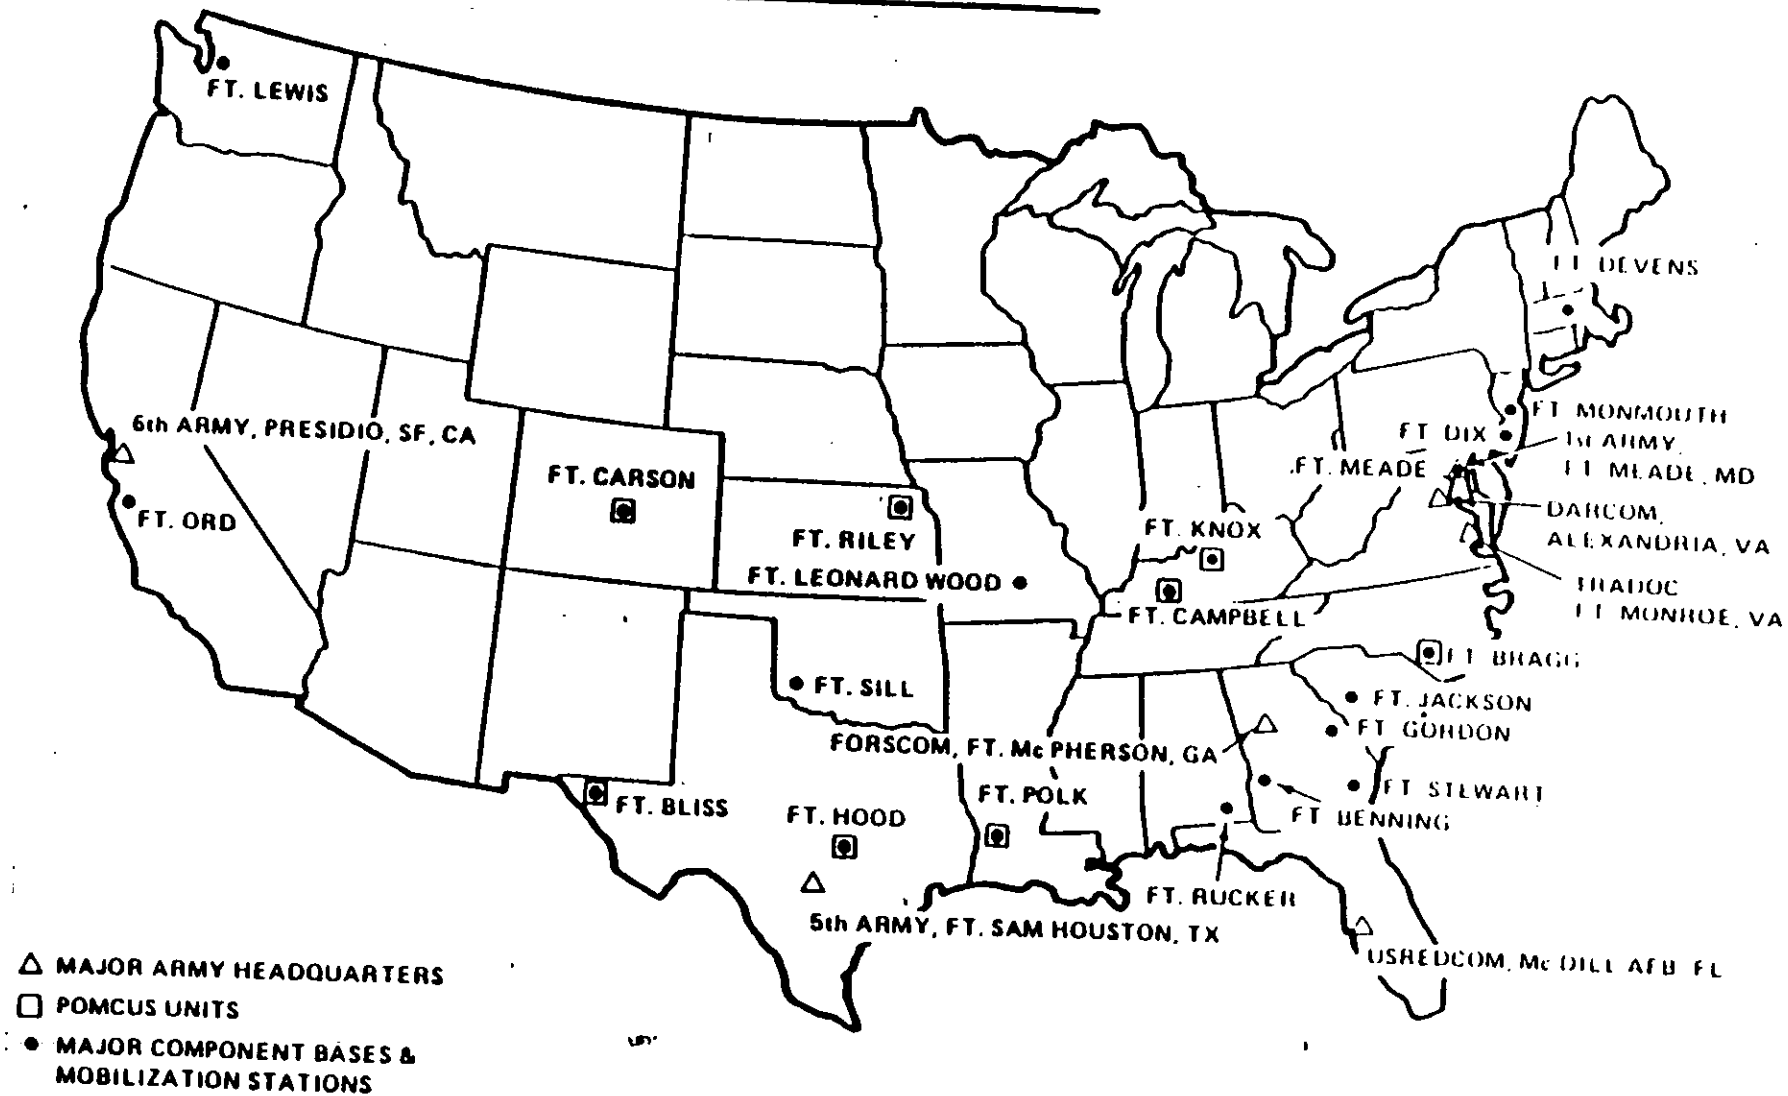 FT. LEWIS
FT. DEVENS
6th ARMY, PRESIDIO, SF, CA
FT. ORD
FT. CARSON
FT. RILEY
FT. LEONARD WOOD
FT. KNOX
FT. CAMPBELL
FT MONMOUTH
FT DIX
1st ARMY,
FT MEADE, MD
FT. MEADE
DARCOM,
ALEXANDRIA, VA
TRADOC
FT MONROE, VA
FT BRAGG
FT. JACKSON
FT GORDON
FT. SILL
FORSCOM, FT. Mc PHERSON, GA
FT STEWART
FT BENNING
FT. BLISS
FT. HOOD
FT. POLK
FT. RUCKER
5th ARMY, FT. SAM HOUSTON, TX
USREDCOM, Mc DILL AFB FL
MAJOR ARMY HEADQUARTERS
POMCUS UNITS
MAJOR COMPONENT BASES &
MOBILIZATION STATIONS